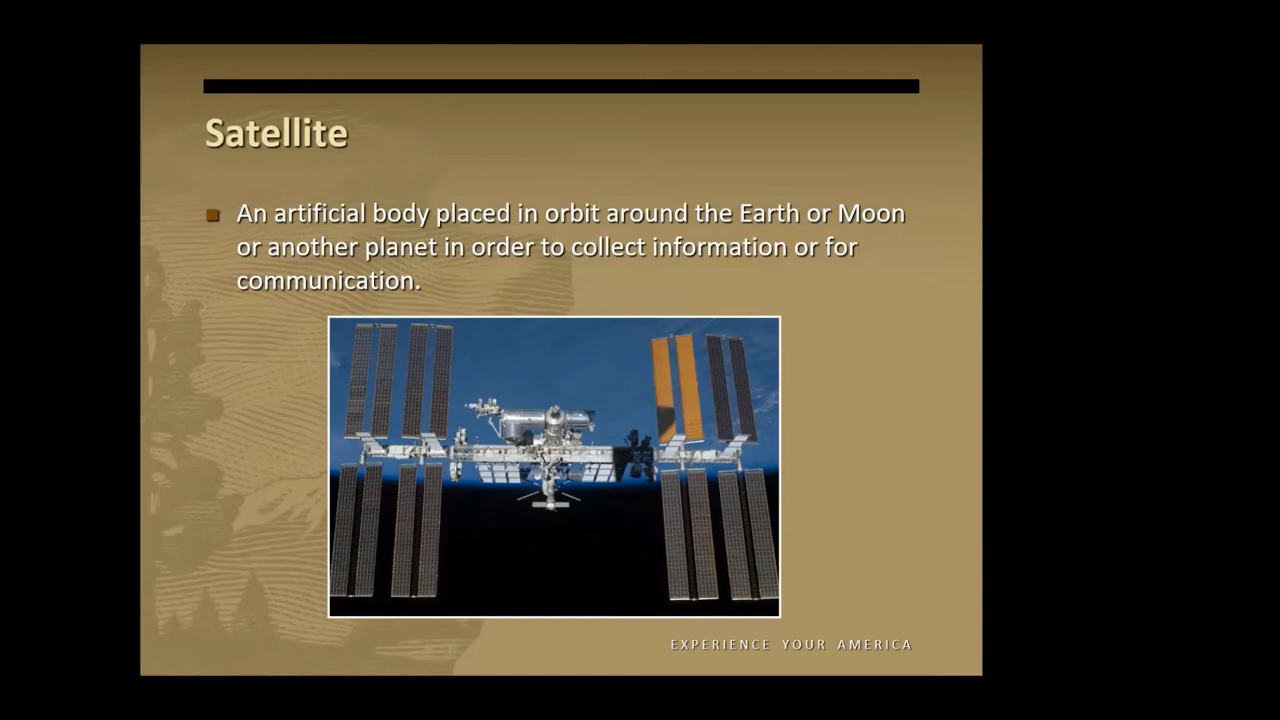 Satellite
An artificial body placed in orbit around the Earth or Moon
or another planet in order to collect information or for
communication.
EXPERIENCE YOUR AMERICA